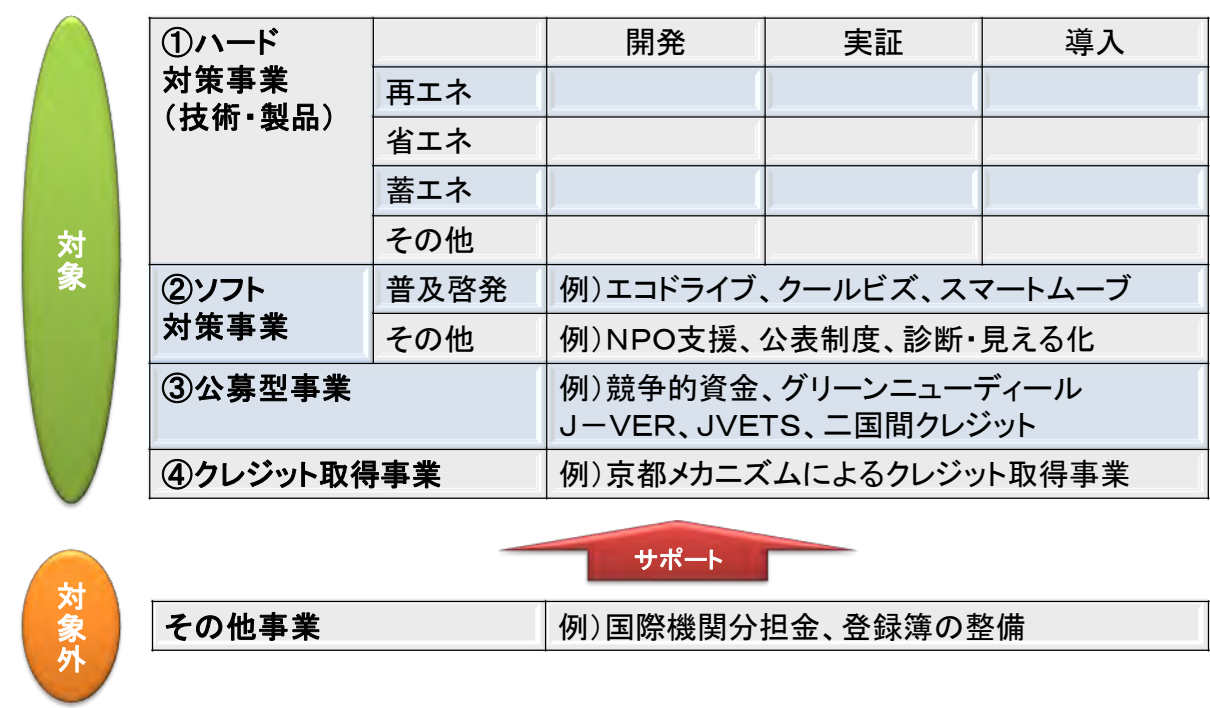 対象
①ハード
対策事業
（技術・製品）
開発 実証 導入
再エネ
省エネ
蓄エネ
その他
②ソフト
対策事業
普及啓発 例）エコドライブ、クールビズ、スマートムーブ
その他 例）ＮＰＯ支援、公表制度、診断・見える化
③公募型事業 例）競争的資金、グリーンニューディール
Ｊ－ＶＥＲ、ＪＶＥＴＳ、二国間クレジット
④クレジット取得事業 例）京都メカニズムによるクレジット取得事業
サポート
対象外
その他事業 例）国際機関分担金、登録簿の整備